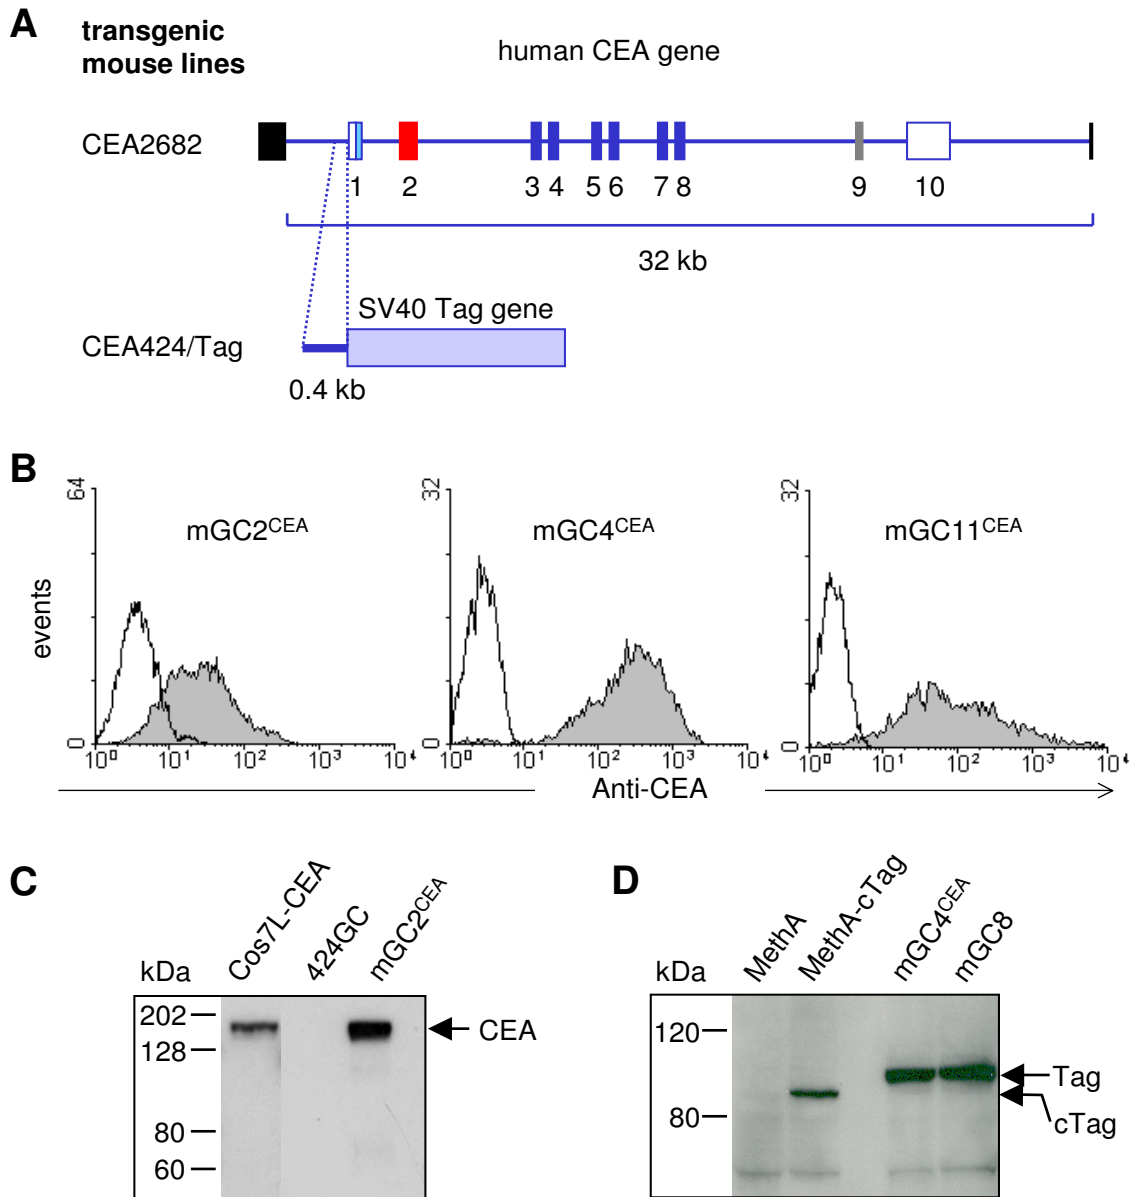 A
transgenic
mouse lines
human CEA gene
CEA2682
1 2 3 4 5 6 7 8 9 10
32 kb
SV40 Tag gene
CEA424/Tag
0.4 kb
B
64
mGC2CEA
events
0
10⁰ 10¹ 10² 10³ 10⁴
32
mGC4CEA
0
10⁰ 10¹ 10² 10³ 10⁴
32
mGC11CEA
0
10⁰ 10¹ 10² 10³ 10⁴
Anti-CEA
C
kDa
Cos7L-CEA
424GC
mGC2CEA
202
128
80
60
CEA
D
kDa
MethA
MethA-cTag
mGC4CEA
mGC8
120
80
Tag
cTag